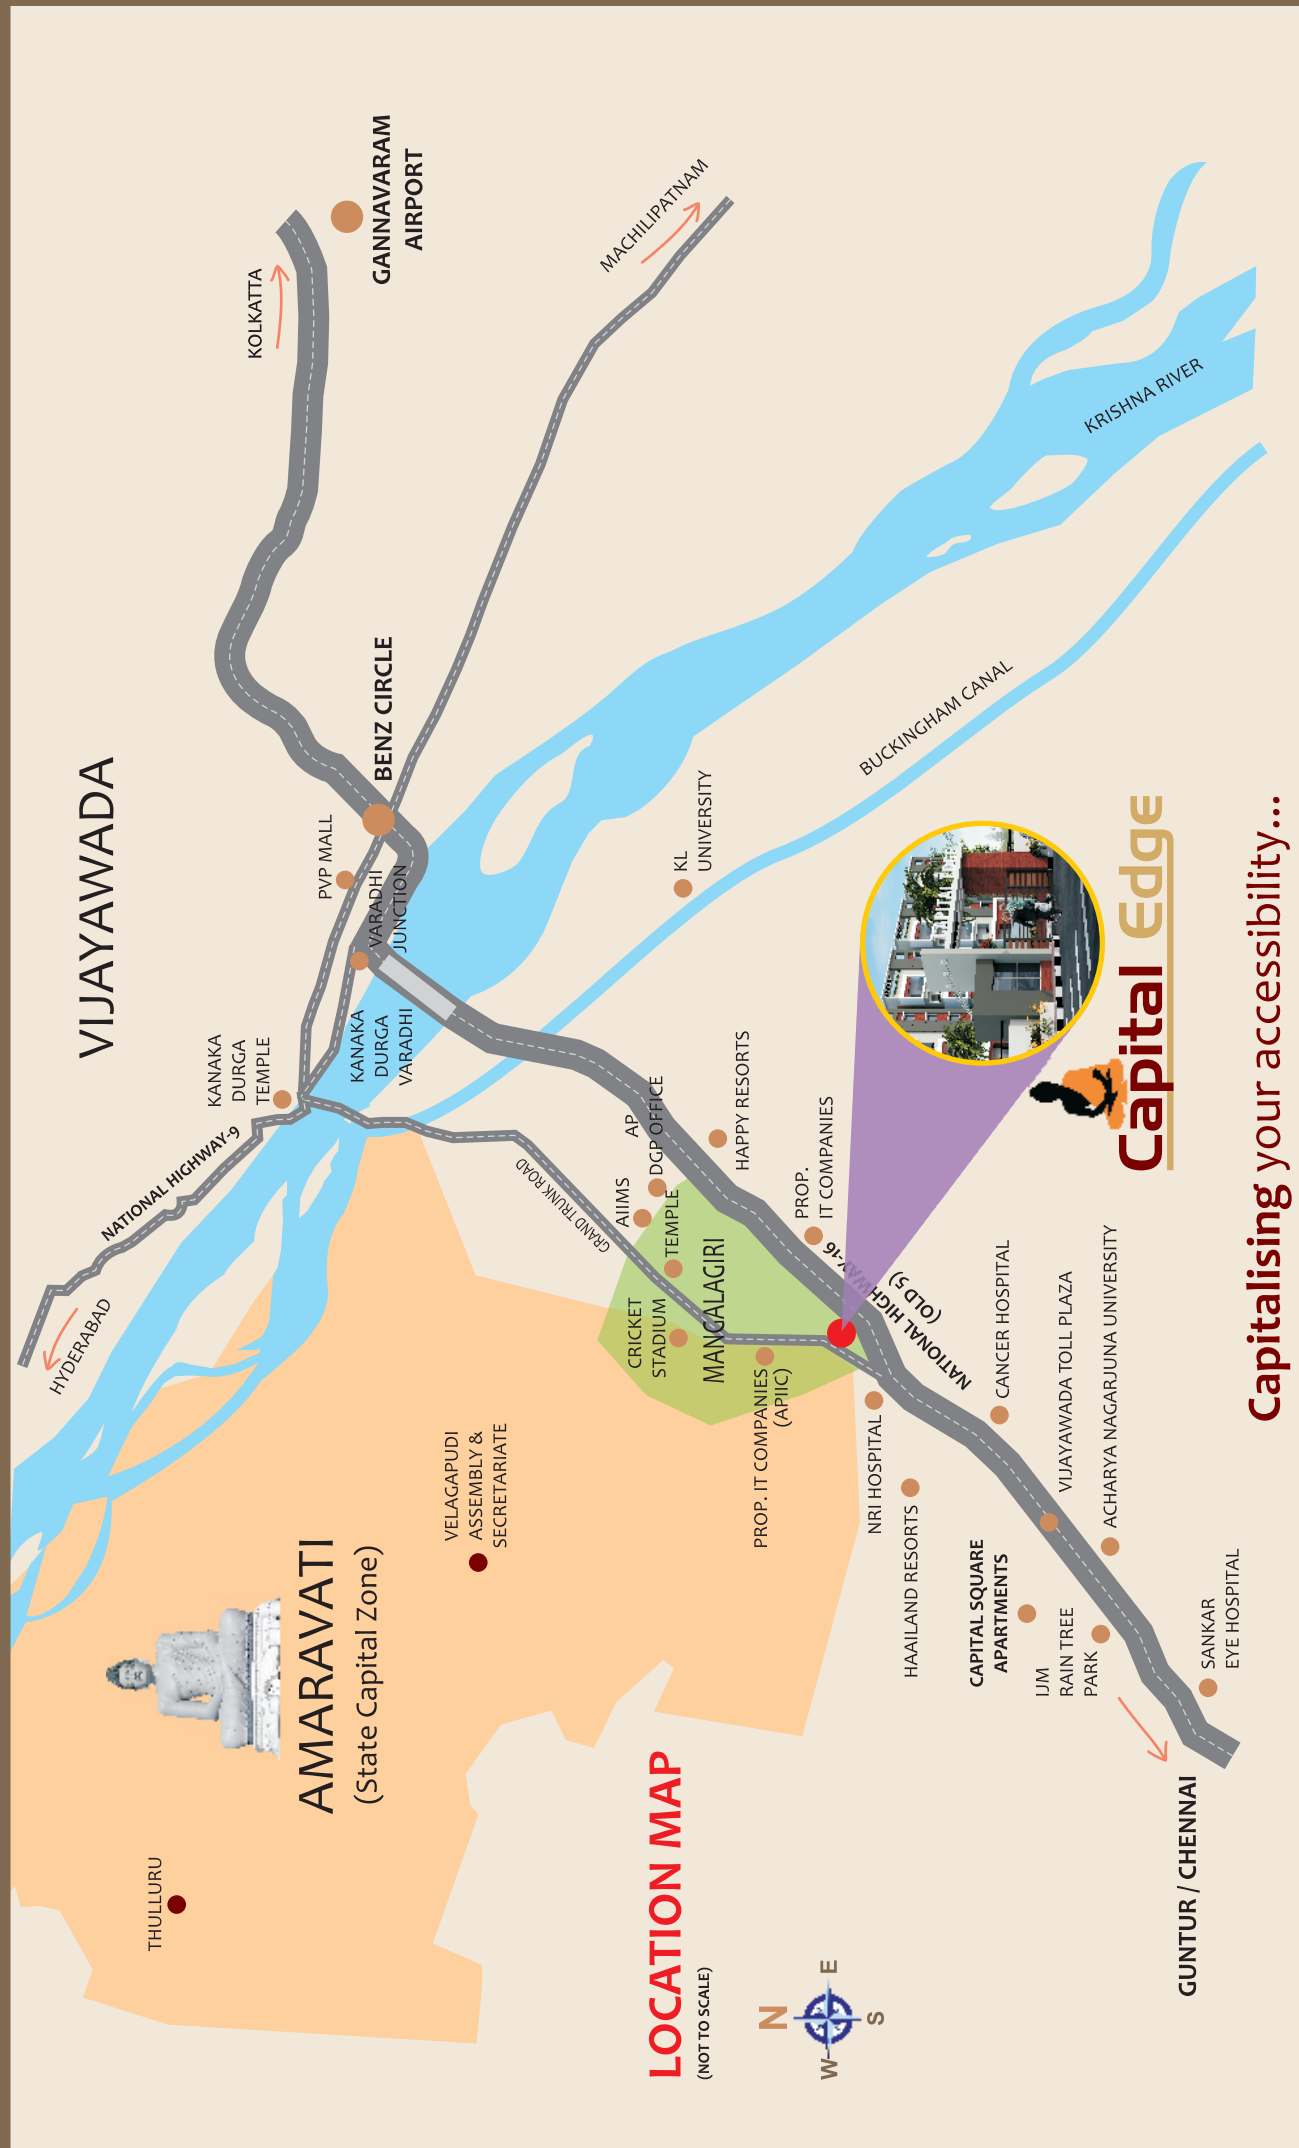 VIJAYAWADA
KOLKATTA
GANNAVARAM
AIRPORT
MACHILIPATNAM
BENZ CIRCLE
PVP MALL
VARADHI
JUNCTION
KANAKA
DURGA
TEMPLE
KANAKA
DURGA
VARADHI
NATIONAL HIGHWAY-9
HYDERABAD
KRISHNA RIVER
BUCKINGHAM CANAL
KL
UNIVERSITY
GRAND TRUNK ROAD
AP
DGP OFFICE
AIIMS
TEMPLE
HAPPY RESORTS
PROP.
IT COMPANIES
CRICKET
STADIUM
MANGALAGIRI
PROP. IT COMPANIES
(APIIC)
NATIONAL HIGHWAY-16
(OLD 5)
NRI HOSPITAL
HAAILAND RESORTS
CANCER HOSPITAL
VIJAYAWADA TOLL PLAZA
ACHARYA NAGARJUNA UNIVERSITY
CAPITAL SQUARE
APARTMENTS
IJM
RAIN TREE
PARK
SANKAR
EYE HOSPITAL
GUNTUR / CHENNAI
VELAGAPUDI
ASSEMBLY &
SECRETARIATE
AMARAVATI
(State Capital Zone)
THULLURU
LOCATION MAP
(NOT TO SCALE)
N
W
E
S
Capital Edge
Capitalising your accessibility...